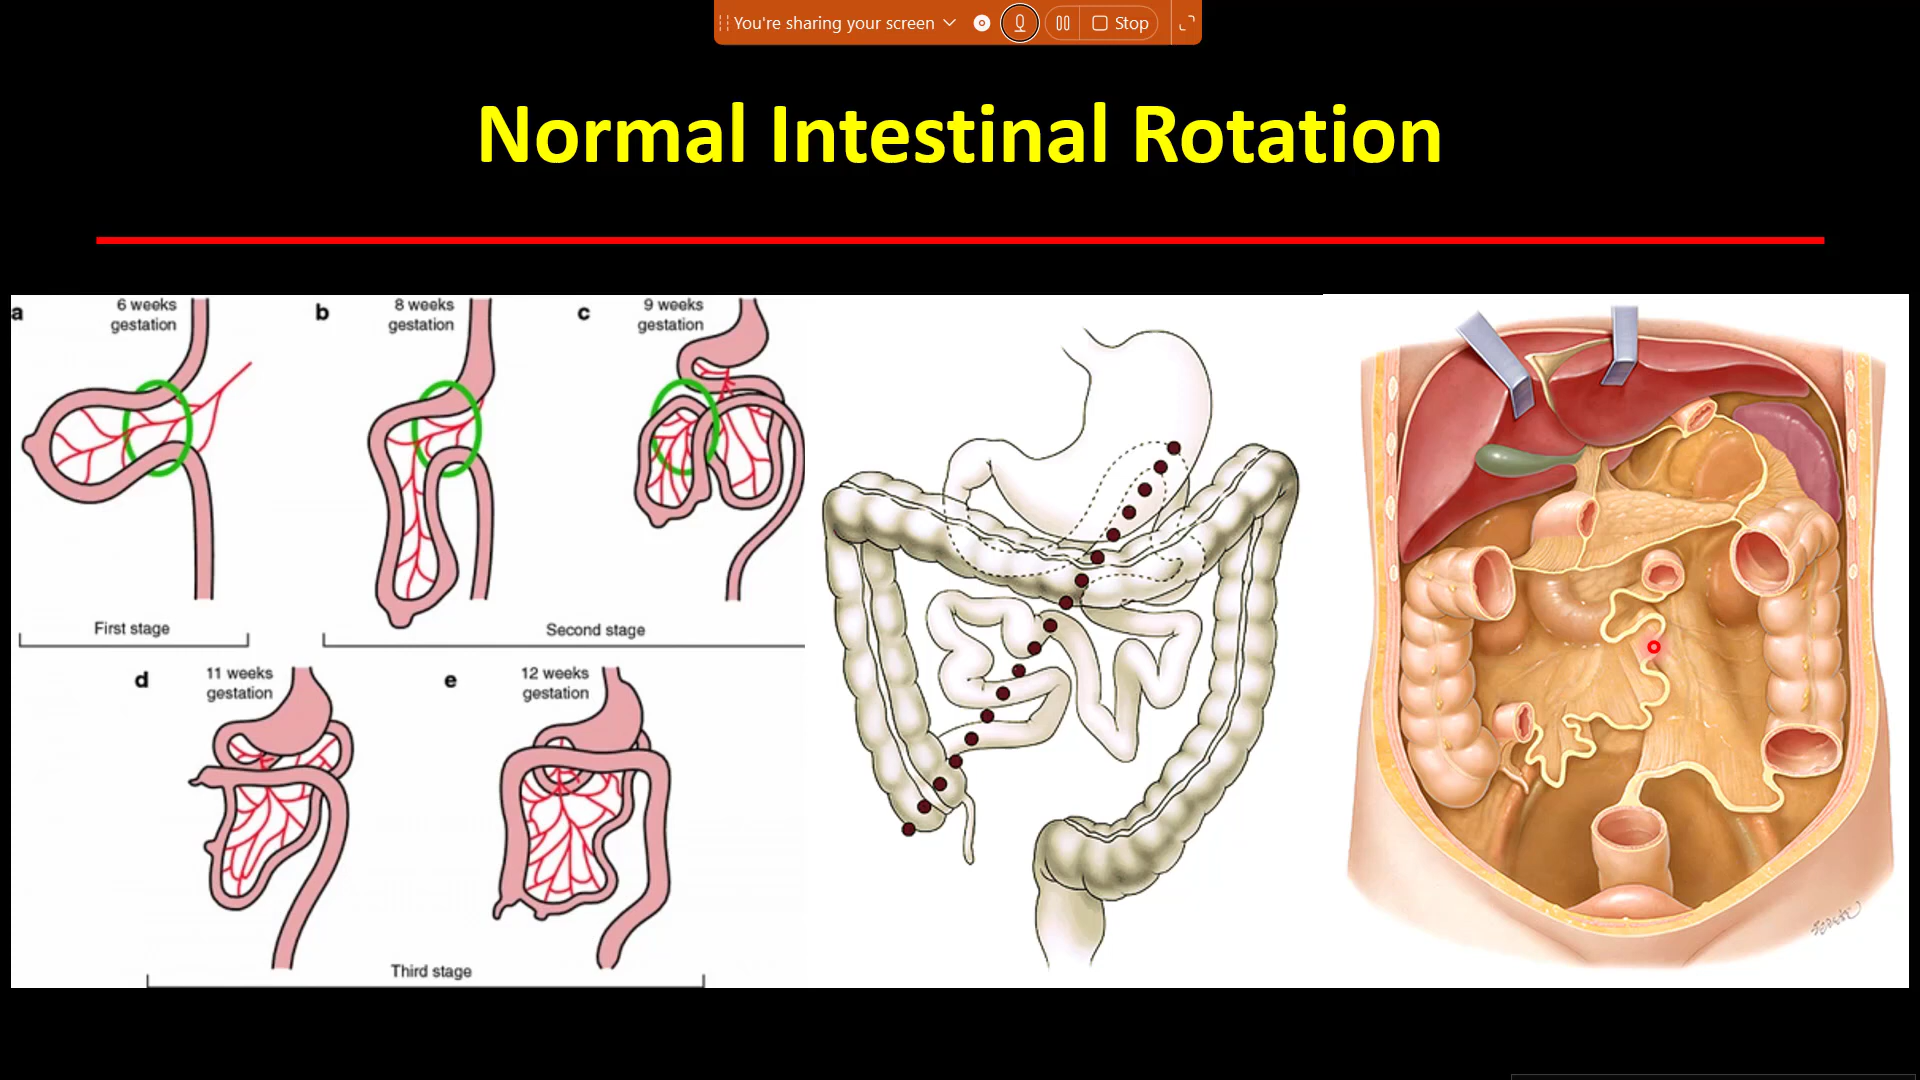 You're sharing your screen
Stop
Normal Intestinal Rotation
a
6 weeks
gestation
b
8 weeks
gestation
c
9 weeks
gestation
First stage
Second stage
d
11 weeks
gestation
e
12 weeks
gestation
Third stage